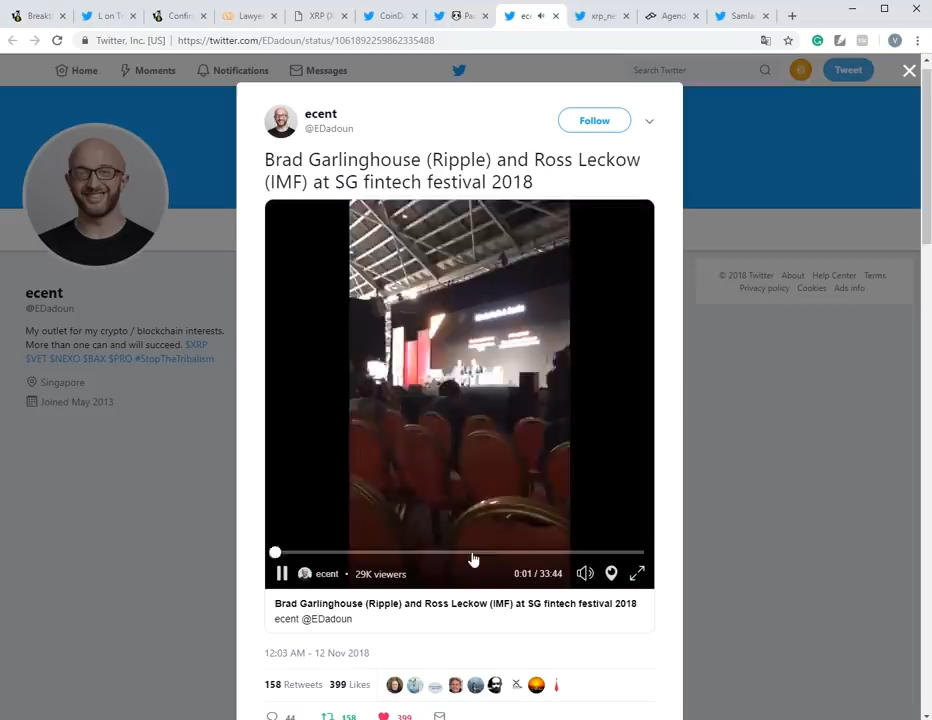 Breaki
L on T
Confir
Lawyer
XRP (X
CoinD
Pa
ec
xrp_ne
Agend
Samla
Twitter, Inc. [US] | https://twitter.com/EDadoun/status/1061892259862335488
Home
Moments
Notifications
Messages
Search Twitter
Tweet
V
ecent
@EDadoun
Follow
Brad Garlinghouse (Ripple) and Ross Leckow
(IMF) at SG fintech festival 2018
ecent
@EDadoun
My outlet for my crypto / blockchain interests.
More than one can and will succeed. $XRP
$VET $NEXO $BAX $PRO #StopTheTribalism
Singapore
Joined May 2013
© 2018 Twitter About Help Center Terms
Privacy policy Cookies Ads info
ecent • 29K viewers
0:01 / 33:44
Brad Garlinghouse (Ripple) and Ross Leckow (IMF) at SG fintech festival 2018
ecent @EDadoun
12:03 AM - 12 Nov 2018
158 Retweets 399 Likes
44 158 399